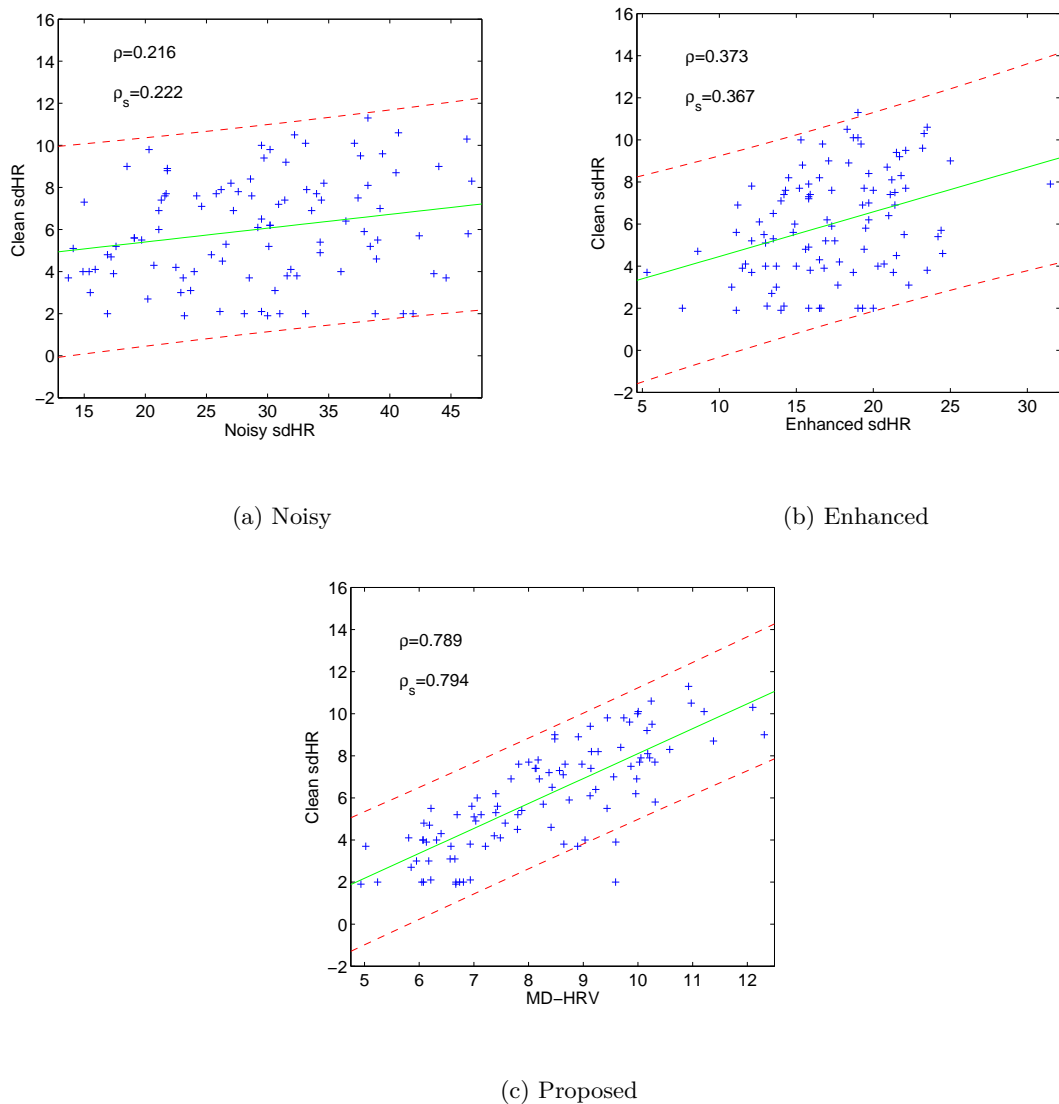 16
14
12
10
8
6
4
2
0
−2
Clean sdHR
ρ=0.216
ρs=0.222
15 20 25 30 35 40 45
Noisy sdHR
(a) Noisy
16
14
12
10
8
6
4
2
0
−2
Clean sdHR
ρ=0.373
ρs=0.367
5 10 15 20 25 30
Enhanced sdHR
(b) Enhanced
16
14
12
10
8
6
4
2
0
−2
Clean sdHR
ρ=0.789
ρs=0.794
5 6 7 8 9 10 11 12
MD−HRV
(c) Proposed